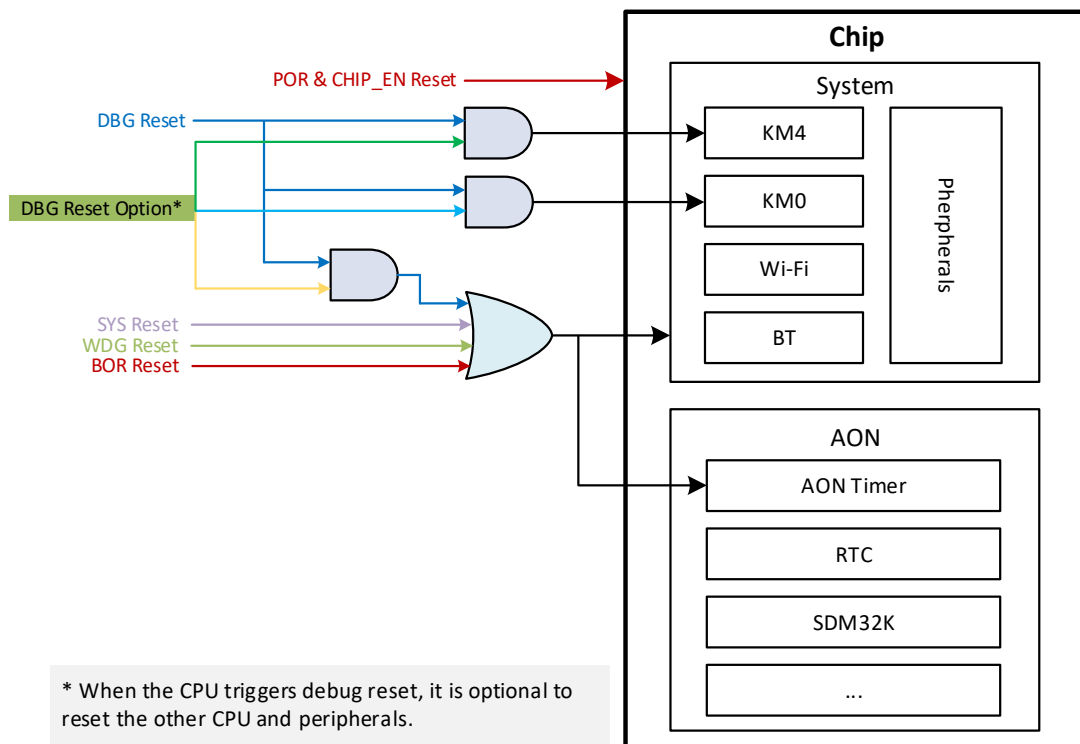 Chip
POR & CHIP_EN Reset
System
DBG Reset
KM4
DBG Reset Option*
KM0
Pherpherals
Wi-Fi
SYS Reset
WDG Reset
BOR Reset
BT
AON
AON Timer
RTC
SDM32K
...
* When the CPU triggers debug reset, it is optional to
reset the other CPU and peripherals.